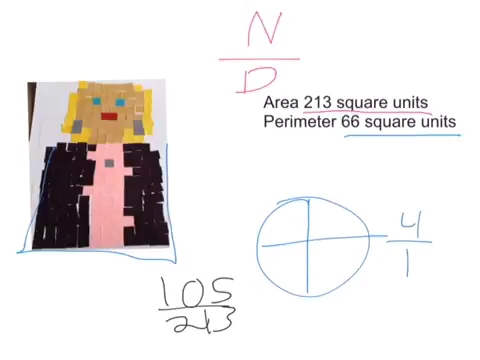 N
D
Area 213 square units
Perimeter 66 square units
4
1
105
213